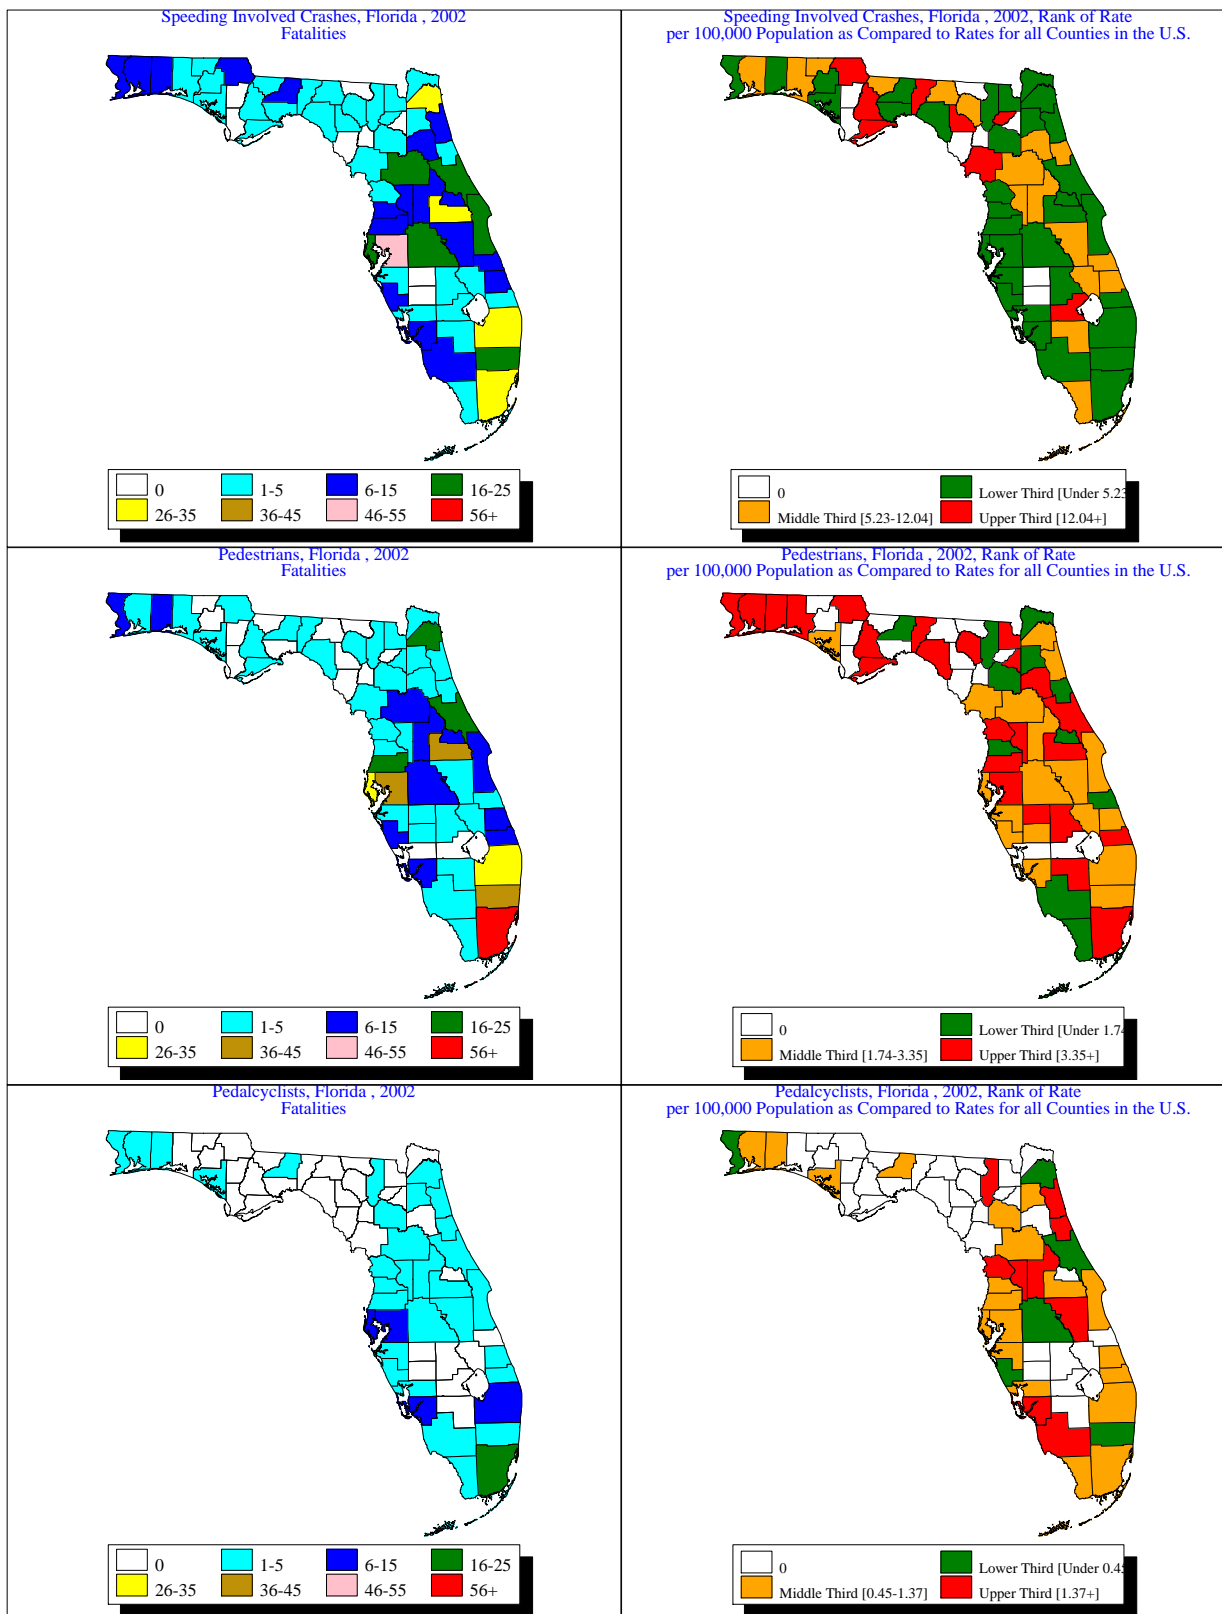 Speeding Involved Crashes, Florida , 2002
Fatalities
0
1-5
6-15
16-25
26-35
36-45
46-55
56+
Speeding Involved Crashes, Florida , 2002, Rank of Rate
per 100,000 Population as Compared to Rates for all Counties in the U.S.
0
Lower Third [Under 5.23
Middle Third [5.23-12.04]
Upper Third [12.04+]
Pedestrians, Florida , 2002
Fatalities
0
1-5
6-15
16-25
26-35
36-45
46-55
56+
Pedestrians, Florida , 2002, Rank of Rate
per 100,000 Population as Compared to Rates for all Counties in the U.S.
0
Lower Third [Under 1.74
Middle Third [1.74-3.35]
Upper Third [3.35+]
Pedalcyclists, Florida , 2002
Fatalities
0
1-5
6-15
16-25
26-35
36-45
46-55
56+
Pedalcyclists, Florida , 2002, Rank of Rate
per 100,000 Population as Compared to Rates for all Counties in the U.S.
0
Lower Third [Under 0.45
Middle Third [0.45-1.37]
Upper Third [1.37+]